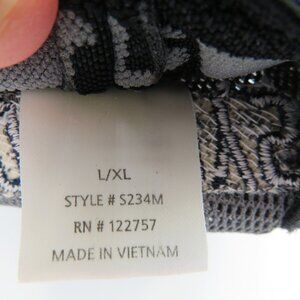 L/XL
STYLE # S234M
RN # 122757
MADE IN VIETNAM